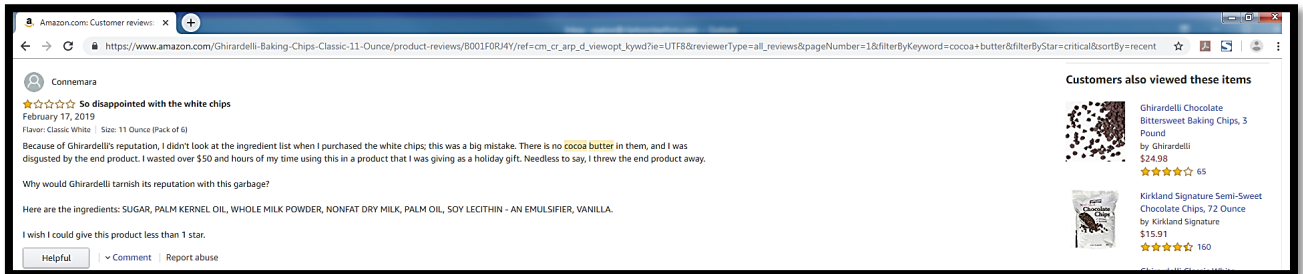 Amazon.com: Customer reviews:
https://www.amazon.com/Ghirardelli-Baking-Chips-Classic-11-Ounce/product-reviews/B001F0RJ4Y/ref=cm_cr_arp_d_viewopt_kywd?ie=UTF8&reviewerType=all_reviews&pageNumber=1&filterByKeyword=cocoa+butter&filterByStar=critical&sortBy=recent
Connemara
So disappointed with the white chips
February 17, 2019
Flavor: Classic White | Size: 11 Ounce (Pack of 6)
Because of Ghirardelli's reputation, I didn't look at the ingredient list when I purchased the white chips; this was a big mistake. There is no cocoa butter in them, and I was
disgusted by the end product. I wasted over $50 and hours of my time using this in a product that I was giving as a holiday gift. Needless to say, I threw the end product away.
Why would Ghirardelli tarnish its reputation with this garbage?
Here are the ingredients: SUGAR, PALM KERNEL OIL, WHOLE MILK POWDER, NONFAT DRY MILK, PALM OIL, SOY LECITHIN - AN EMULSIFIER, VANILLA.
I wish I could give this product less than 1 star.
Helpful | Comment | Report abuse
Customers also viewed these items
Ghirardelli Chocolate
Bittersweet Baking Chips, 3
Pound
by Ghirardelli
$24.98
65
Kirkland Signature Semi-Sweet
Chocolate Chips, 72 Ounce
by Kirkland Signature
$15.91
160